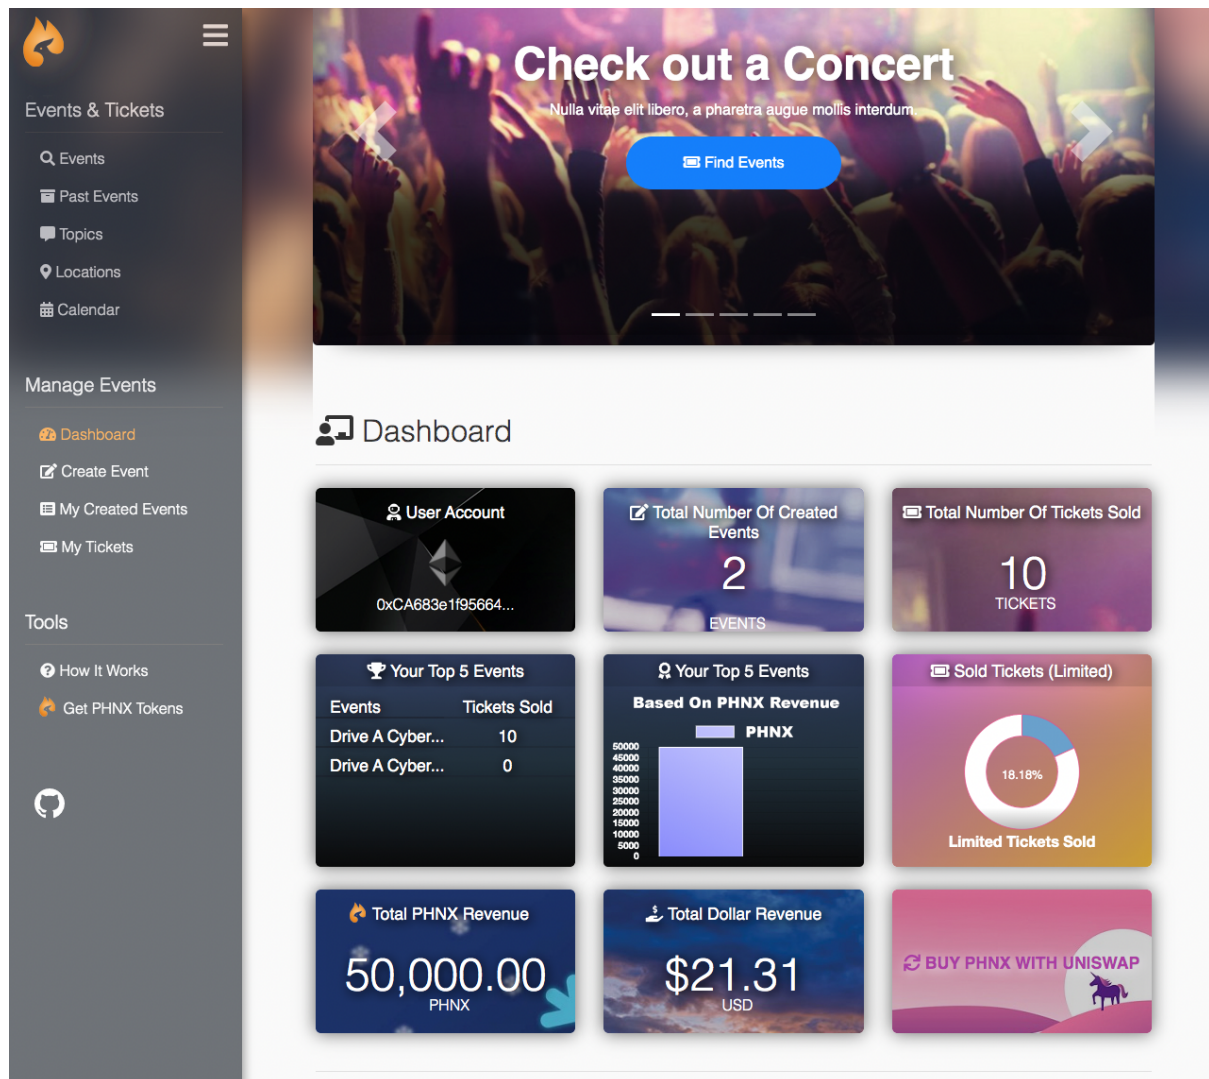 Events & Tickets
Events
Past Events
Topics
Locations
Calendar
Manage Events
Dashboard
Create Event
My Created Events
My Tickets
Tools
How It Works
Get PHNX Tokens
Check out a Concert
Nulla vitae elit libero, a pharetra augue mollis interdum.
Find Events
Dashboard
User Account
0xCA683e1f95664...
Total Number Of Created
Events
2
EVENTS
Total Number Of Tickets Sold
10
TICKETS
Your Top 5 Events
Events Tickets Sold
Drive A Cyber... 10
Drive A Cyber... 0
Your Top 5 Events
Based On PHNX Revenue
PHNX
50000
45000
40000
35000
30000
25000
20000
15000
10000
5000
0
Sold Tickets (Limited)
18.18%
Limited Tickets Sold
Total PHNX Revenue
50,000.00
PHNX
Total Dollar Revenue
$21.31
USD
BUY PHNX WITH UNISWAP